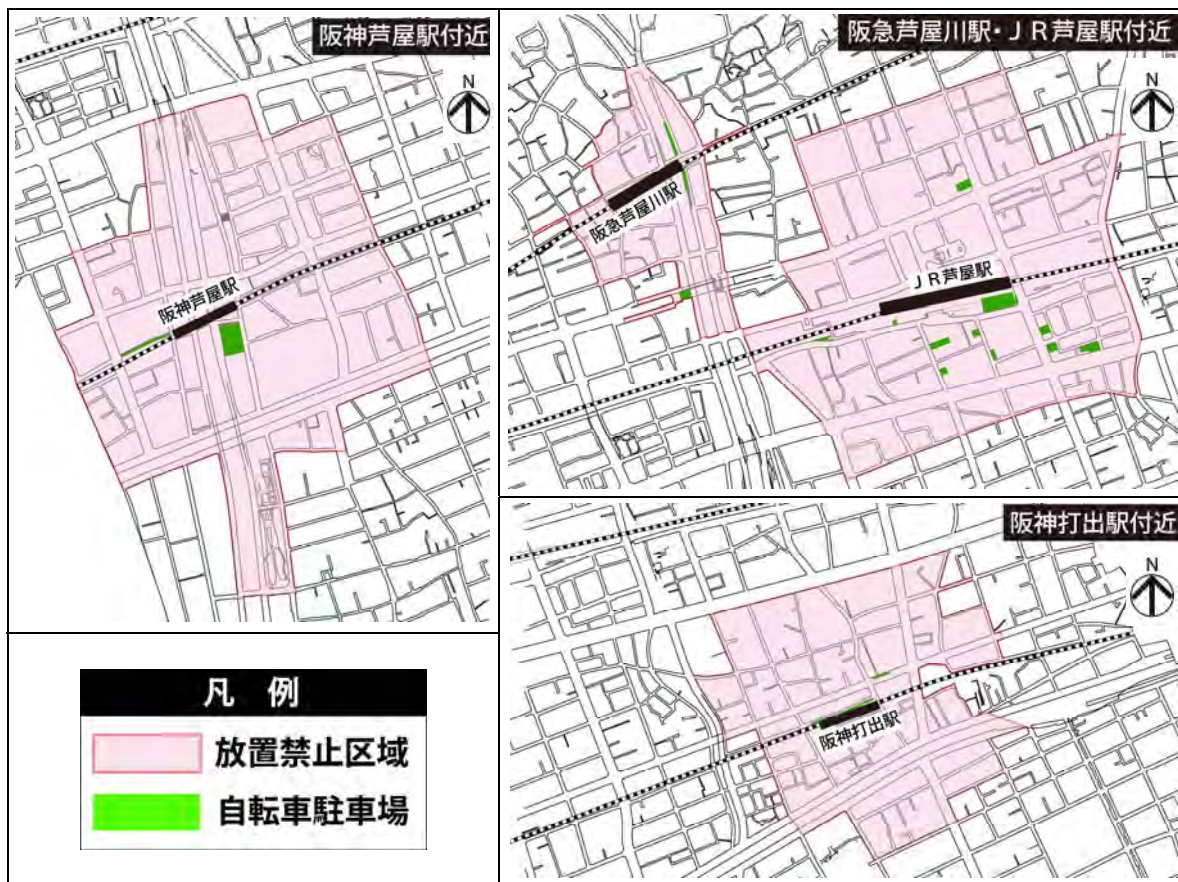 阪神芦屋駅付近
N
阪神芦屋駅
阪急芦屋川駅・ＪＲ芦屋駅付近
N
阪急芦屋川駅
ＪＲ芦屋駅
阪神打出駅付近
N
阪神打出駅
凡 例
放置禁止区域
自転車駐車場